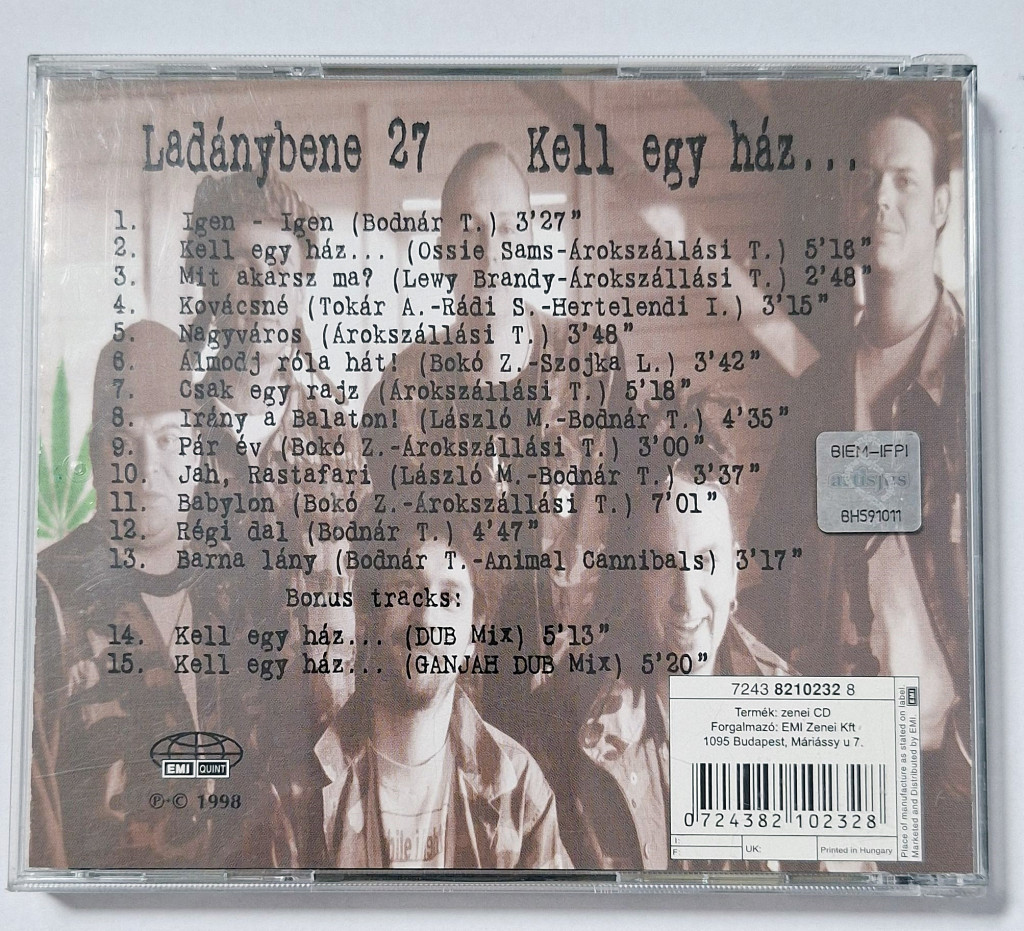 Ladánybene 27 Kell egy ház...
1. Igen - Igen (Bodnár T.) 3'27"
2. Kell egy ház... (Ossie Sams-Árokszállási T.) 5'16"
3. Mit akarsz ma? (Lewy Brandy-Árokszállási T.) 2'48"
4. Kovácsné (Tokár A.-Rádi S.-Hertelendi I.) 3'15"
5. Nagyváros (Árokszállási T.) 3'48"
6. Álmodj róla hát! (Bokó Z.-Szojka L.) 3'42"
7. Csak egy rajz (Árokszállási T.) 5'18"
8. Irány a Balaton! (László M.-Bodnár T.) 4'35"
9. Pár év (Bokó Z.-Árokszállási T.) 3'00"
10. Jah, Rastafari (László M.-Bodnár T.) 3'37"
11. Babylon (Bokó Z.-Árokszállási T.) 7'01"
12. Régi dal (Bodnár T.) 4'47"
13. Barna lány (Bodnár T.-Animal Cannibals) 3'17"
Bonus tracks:
14. Kell egy ház... (DUB Mix) 5'13"
15. Kell egy ház... (GANJAH DUB Mix) 5'20"
BIEM-IFPI
artisjus
BH591011
EMI QUINT
℗·© 1998
7243 8210232 8
Termék: zenei CD
Forgalmazó: EMI Zenei Kft
1095 Budapest, Máriássy u 7.
0 724382 102328
I:
F:
UK:
Printed in Hungary
Place of manufacture as stated on label.
Marketed and Distributed by EMI.
EMI